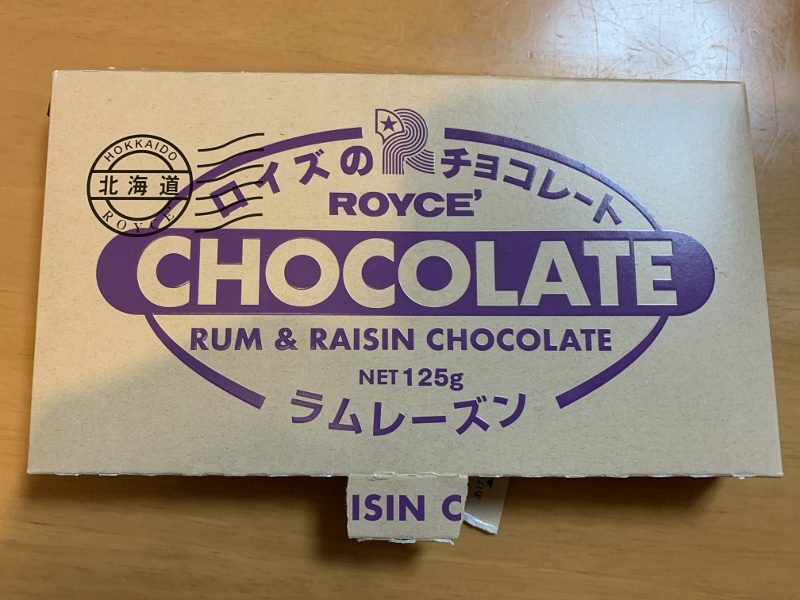 HOKKAIDO
北海道
ROYCE
ロイズの R チョコレート
ROYCE'
CHOCOLATE
RUM & RAISIN CHOCOLATE
NET 125g
ラムレーズン
ISIN C